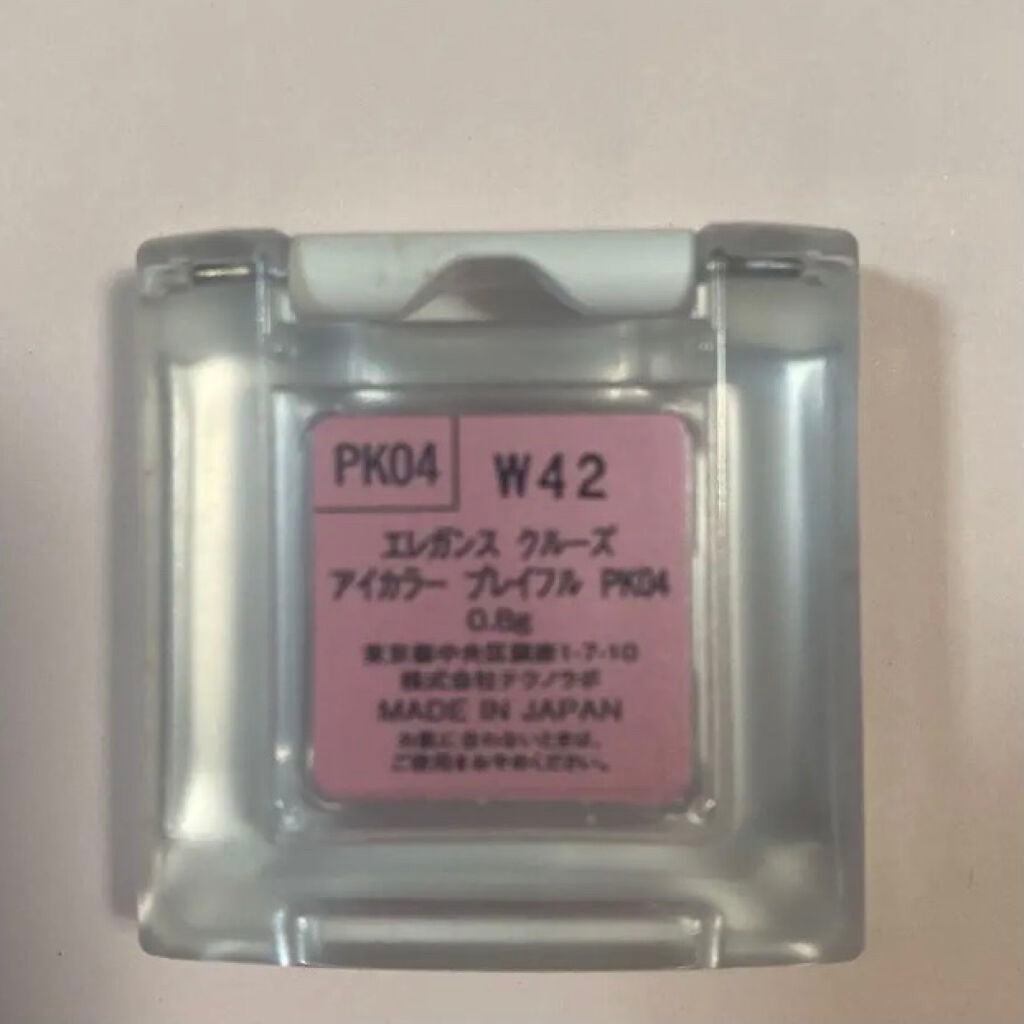 PK04 W42
エレガンス クルーズ
アイカラー プレイフル PK04
0.8g
東京都中央区銀座1-7-10
株式会社テクノラボ
MADE IN JAPAN
お肌に合わないときは、
ご使用をおやめください。